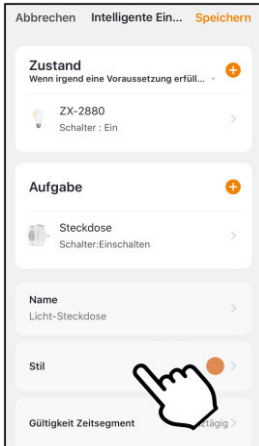 Abbrechen Intelligente Ein... Speichern
Zustand
Wenn irgend eine Voraussetzung erfüll...
ZX-2880
Schalter : Ein
Aufgabe
Steckdose
Schalter:Einschalten
Name
Licht-Steckdose
Stil
Gültigkeit Zeitsegment